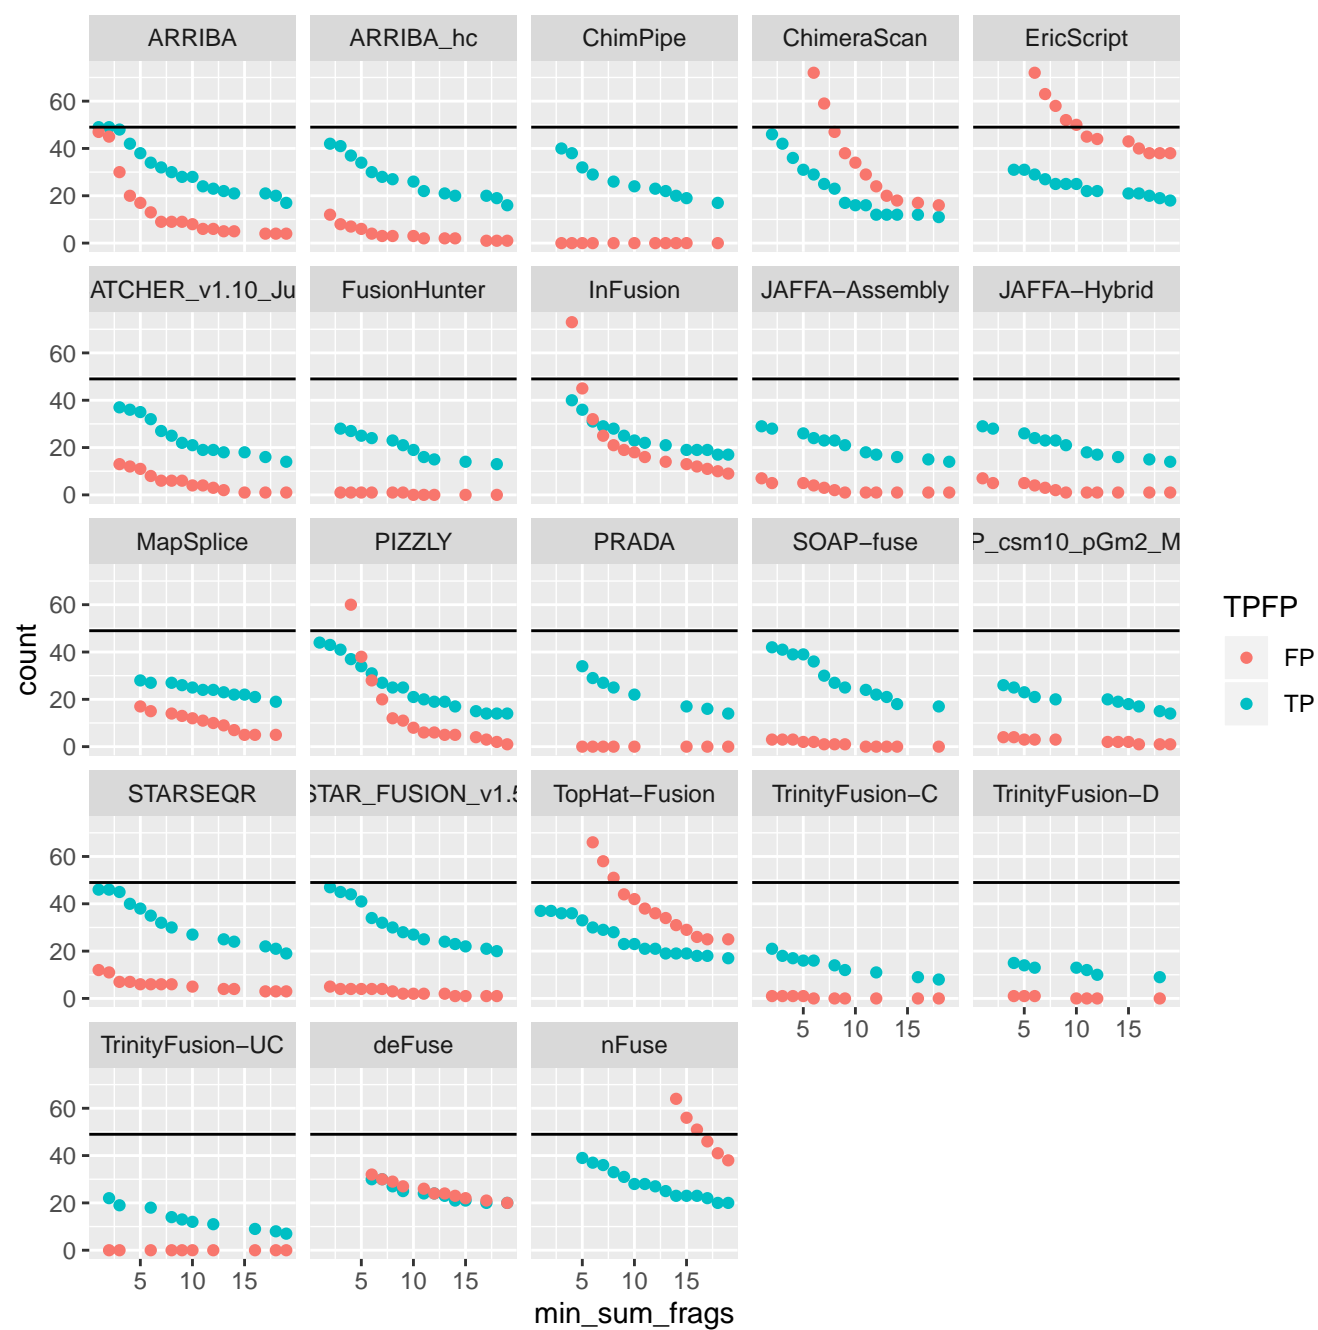 ARRIBA ARRIBA_hc ChimPipe ChimeraScan EricScript
60
40
20
0
ATCHER_v1.10_Ju FusionHunter InFusion JAFFA−Assembly JAFFA−Hybrid
60
40
20
0
MapSplice PIZZLY PRADA SOAP−fuse P_csm10_pGm2_M
60
40
20
0
count
TPFP
FP
TP
STARSEQR STAR_FUSION_v1.5 TopHat−Fusion TrinityFusion−C TrinityFusion−D
60
40
20
0
5 10 15 5 10 15
TrinityFusion−UC deFuse nFuse
60
40
20
0
5 10 15 5 10 15 5 10 15
min_sum_frags